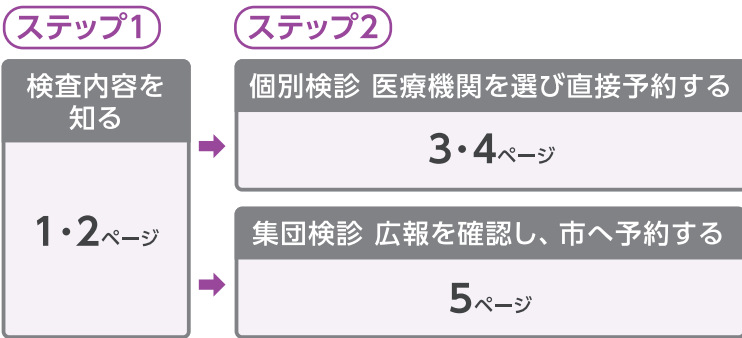 ステップ1
検査内容を
知る
1・2ページ
ステップ2
個別検診 医療機関を選び直接予約する
3・4ページ
集団検診 広報を確認し、市へ予約する
5ページ